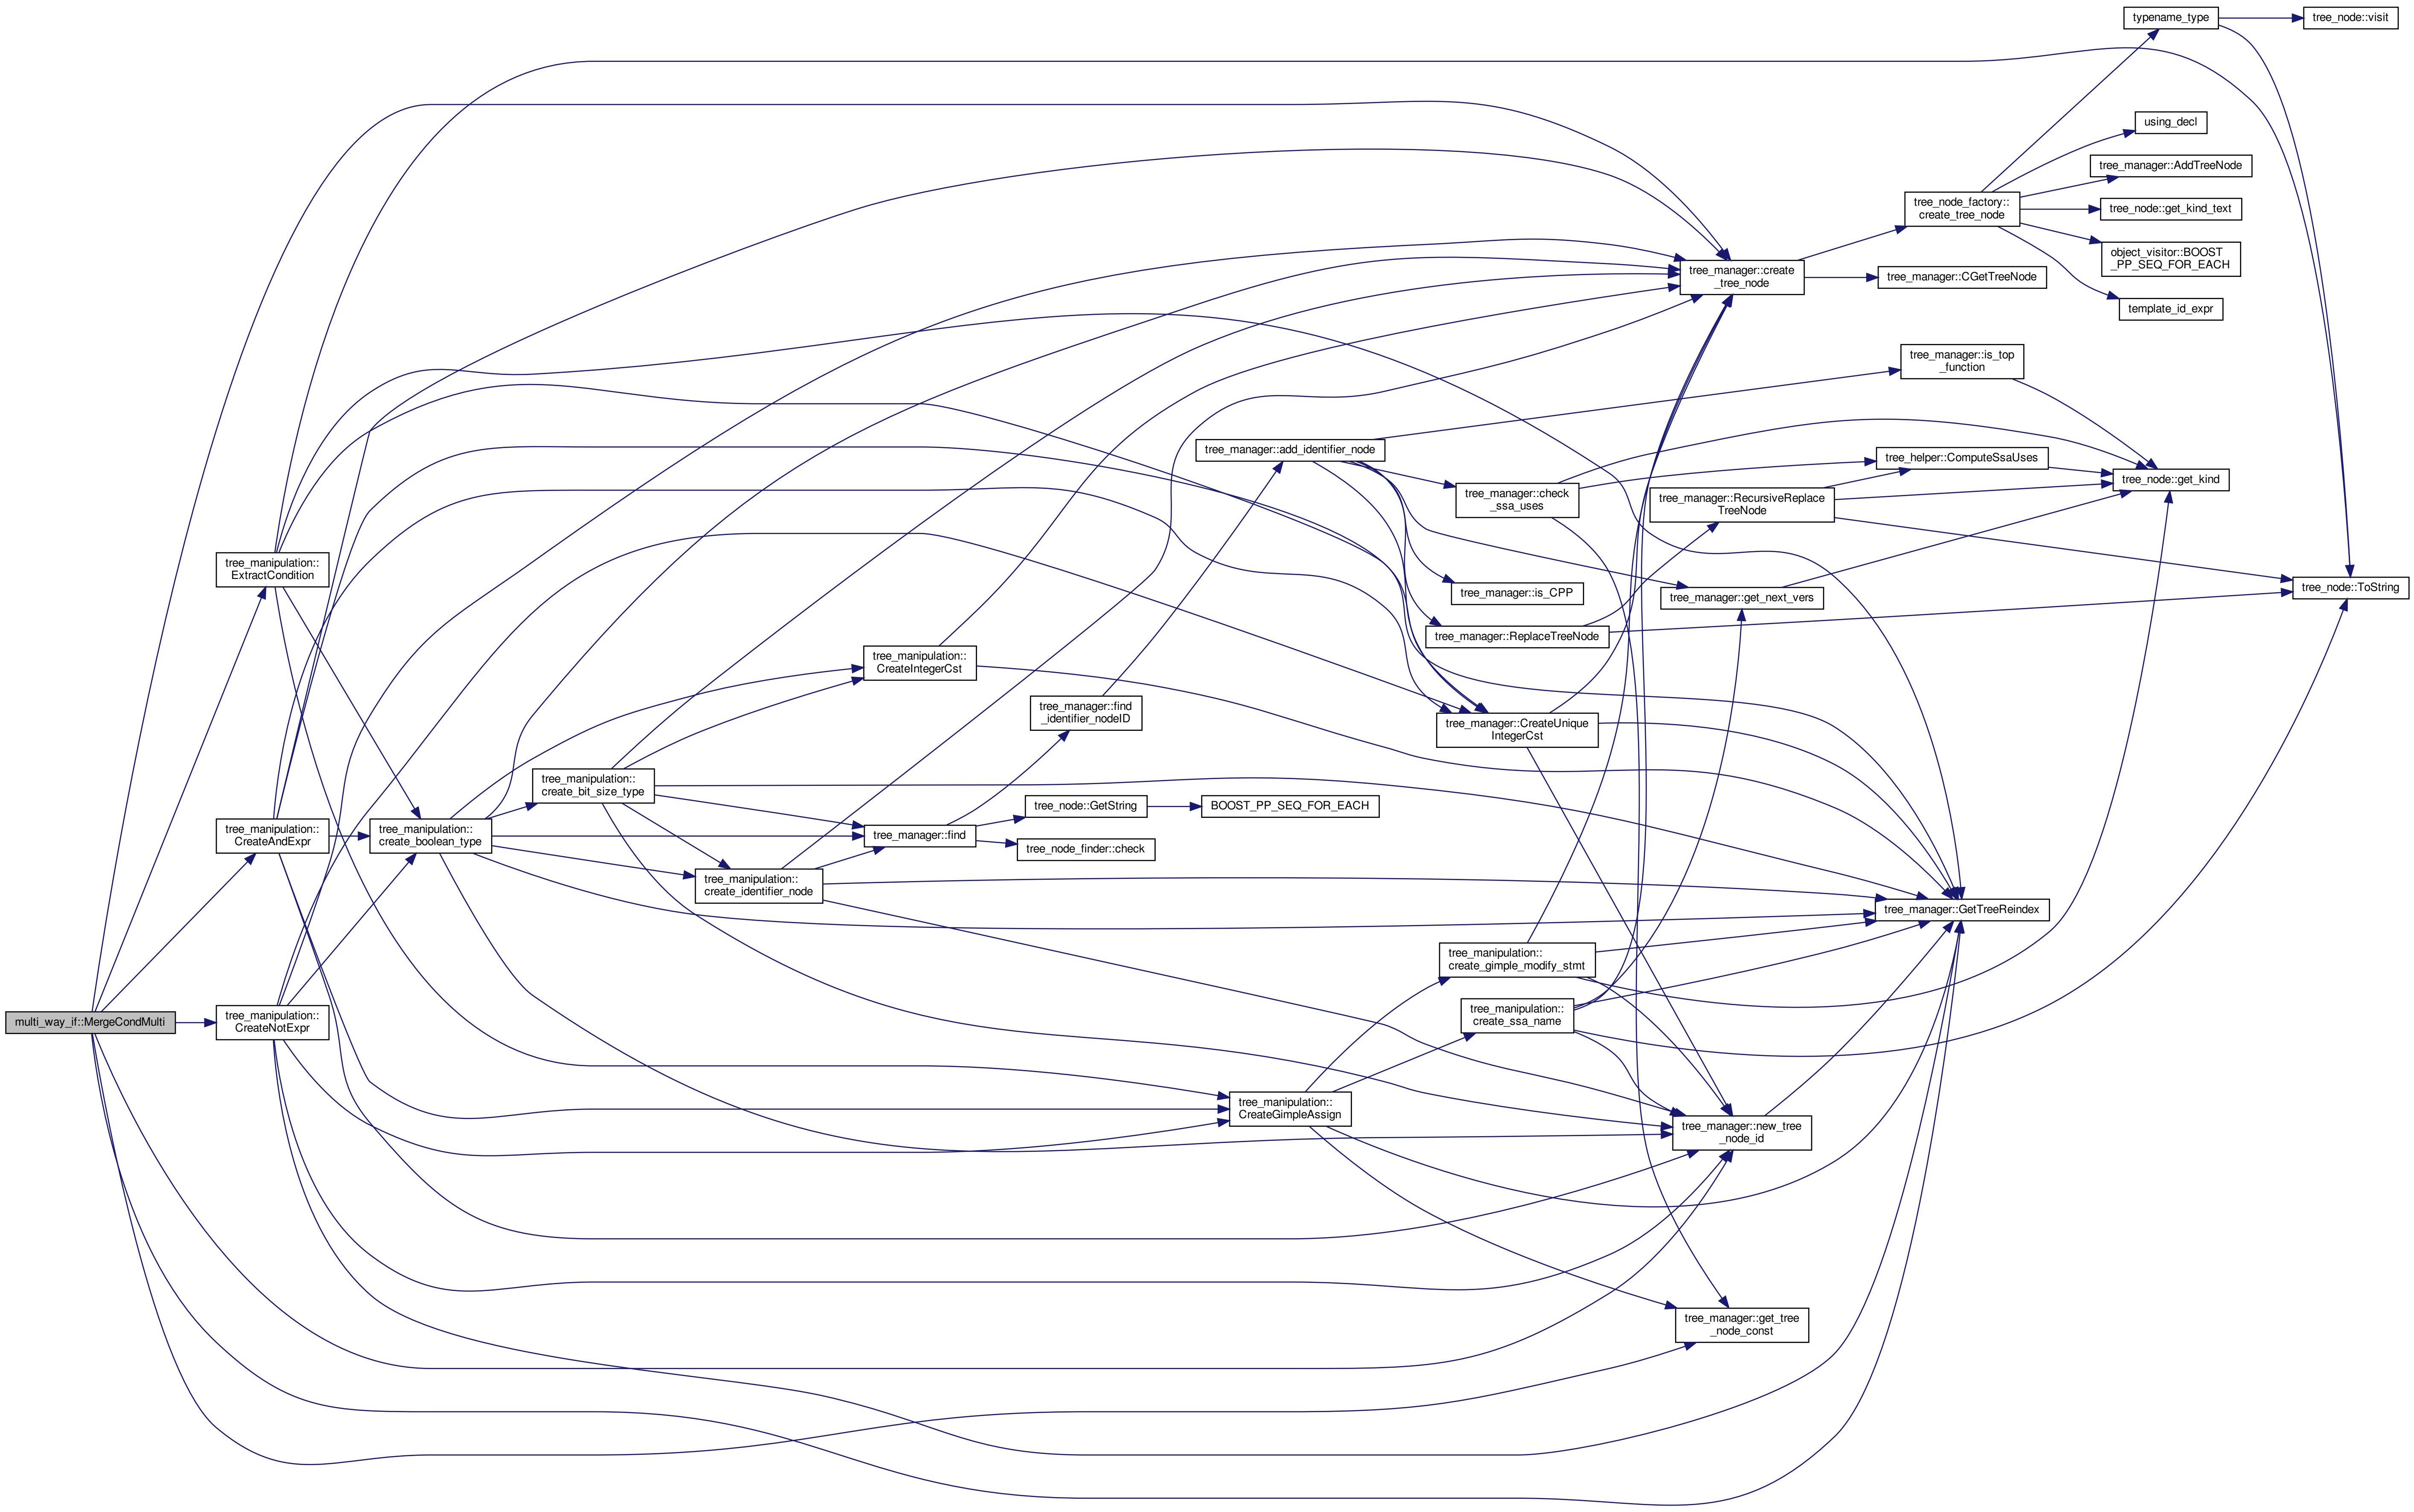 multi_way_if::MergeCondMulti
tree_manipulation::
ExtractCondition
tree_manipulation::
CreateAndExpr
tree_manipulation::
CreateNotExpr
tree_manipulation::
create_boolean_type
tree_manipulation::
create_bit_size_type
tree_manipulation::
create_identifier_node
tree_manipulation::
CreateIntegerCst
tree_manager::find
tree_manager::find
_identifier_nodeID
tree_node::GetString
tree_node_finder::check
tree_manager::add_identifier_node
BOOST_PP_SEQ_FOR_EACH
tree_manipulation::
CreateGimpleAssign
tree_manager::check
_ssa_uses
tree_manager::is_CPP
tree_manager::ReplaceTreeNode
tree_manager::CreateUnique
IntegerCst
tree_manipulation::
create_gimple_modify_stmt
tree_manipulation::
create_ssa_name
tree_manager::create
_tree_node
tree_manager::RecursiveReplace
TreeNode
tree_manager::get_next_vers
tree_manager::new_tree
_node_id
tree_manager::get_tree
_node_const
tree_node_factory::
create_tree_node
tree_manager::CGetTreeNode
tree_manager::is_top
_function
tree_helper::ComputeSsaUses
tree_manager::GetTreeReindex
typename_type
using_decl
tree_manager::AddTreeNode
tree_node::get_kind_text
object_visitor::BOOST
_PP_SEQ_FOR_EACH
template_id_expr
tree_node::get_kind
tree_node::visit
tree_node::ToString